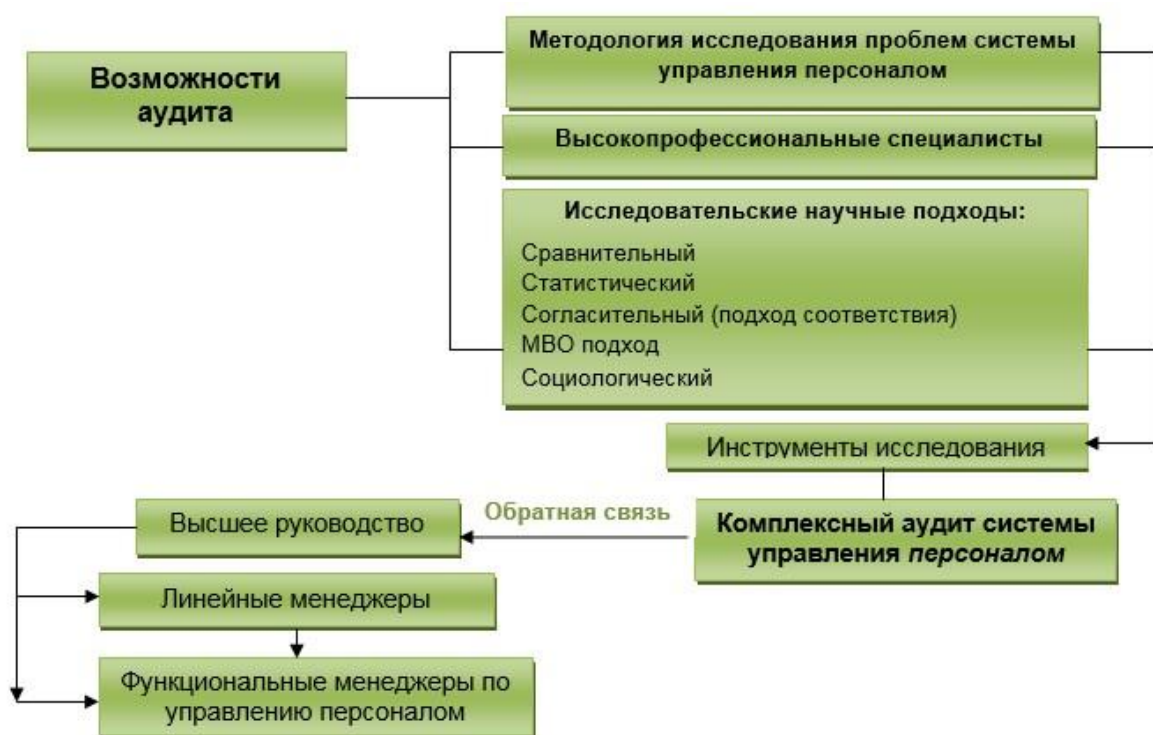 Возможности
аудита
Методология исследования проблем системы
управления персоналом
Высокопрофессиональные специалисты
Исследовательские научные подходы:
Сравнительный
Статистический
Согласительный (подход соответствия)
МВО подход
Социологический
Инструменты исследования
Комплексный аудит системы
управления персоналом
Обратная связь
Высшее руководство
Линейные менеджеры
Функциональные менеджеры по
управлению персоналом